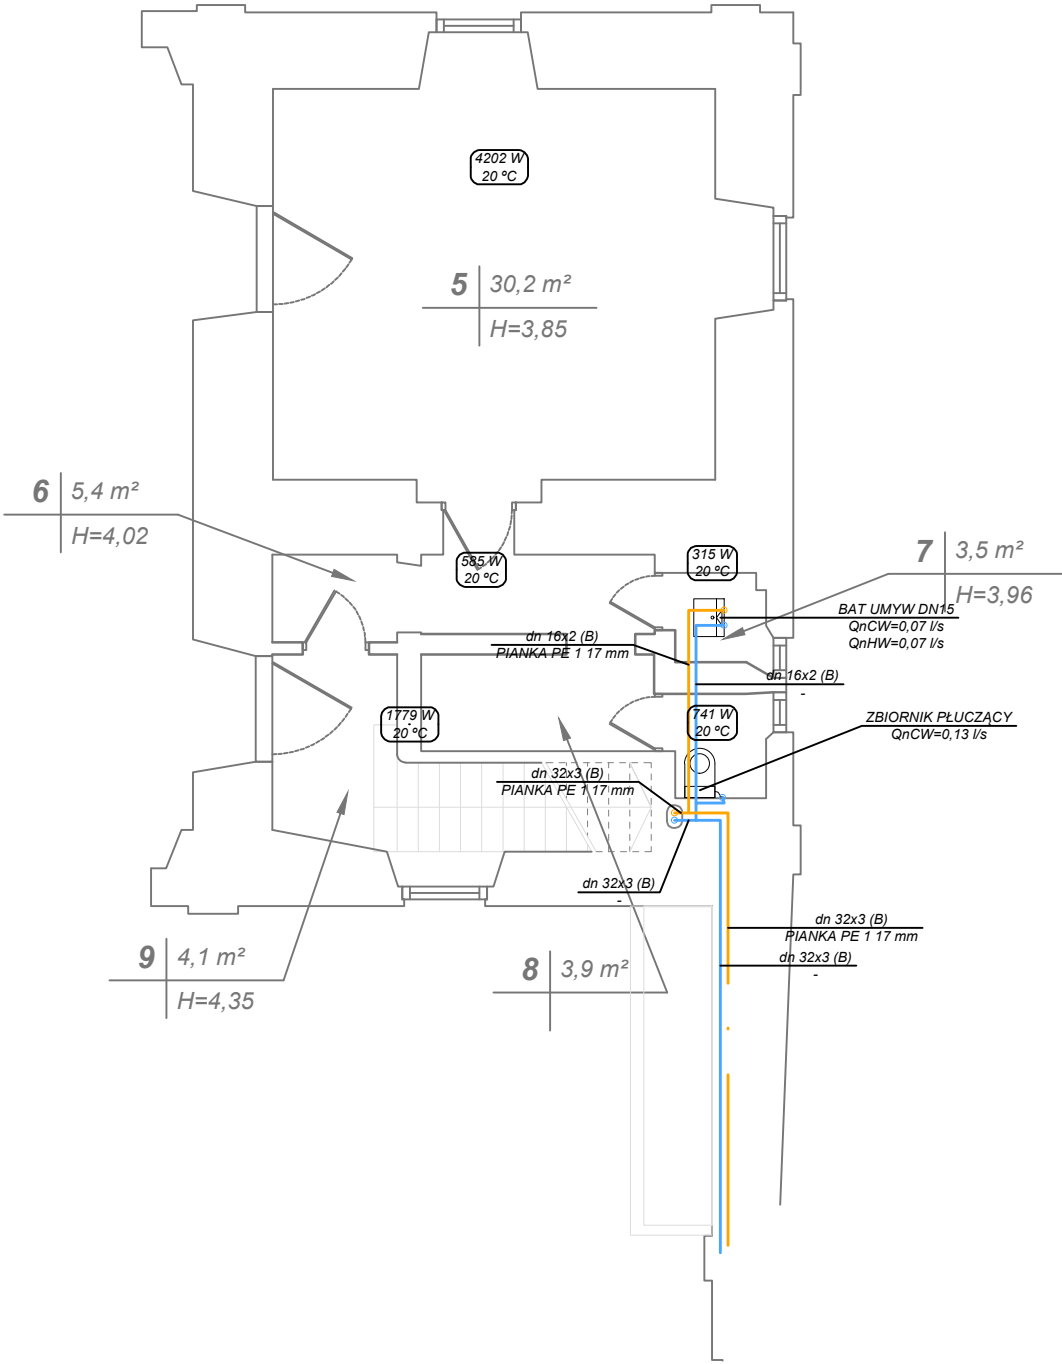 4202 W
20 ºC
5 30,2 m²
H=3,85
6 5,4 m²
H=4,02
585 W
20 ºC
315 W
20 ºC
7 3,5 m²
H=3,96
BAT UMYW DN15
QnCW=0,07 l/s
QnHW=0,07 l/s
dn 16x2 (B)
PIANKA PE 1 17 mm
dn 16x2 (B)
-
1779 W
20 ºC
741 W
20 ºC
ZBIORNIK PŁUCZĄCY
QnCW=0,13 l/s
dn 32x3 (B)
PIANKA PE 1 17 mm
dn 32x3 (B)
-
dn 32x3 (B)
PIANKA PE 1 17 mm
dn 32x3 (B)
-
9 4,1 m²
H=4,35
8 3,9 m²